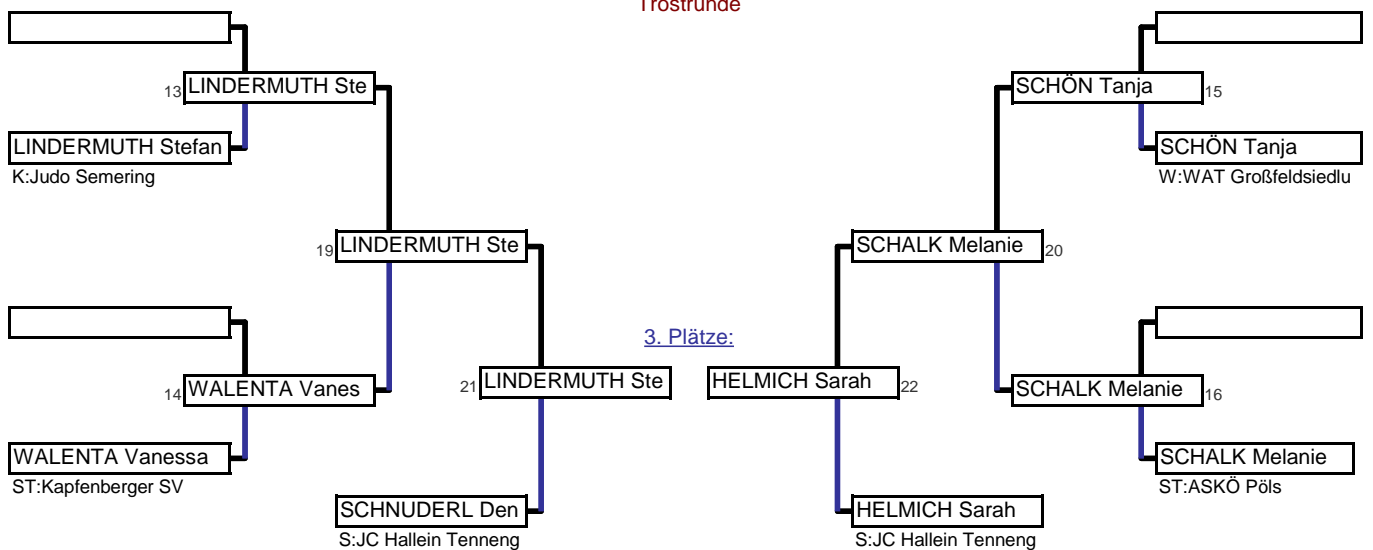 Trostrunde
13 LINDERMUTH Ste
SCHÖN Tanja 15
LINDERMUTH Stefan
K:Judo Semering
SCHÖN Tanja
W:WAT Großfeldsiedlu
19 LINDERMUTH Ste
SCHALK Melanie 20
3. Plätze:
14 WALENTA Vanes
21 LINDERMUTH Ste
HELMICH Sarah 22
SCHALK Melanie 16
WALENTA Vanessa
ST:Kapfenberger SV
SCHALK Melanie
ST:ASKÖ Pöls
SCHNUDERL Den
S:JC Hallein Tenneng
HELMICH Sarah
S:JC Hallein Tenneng